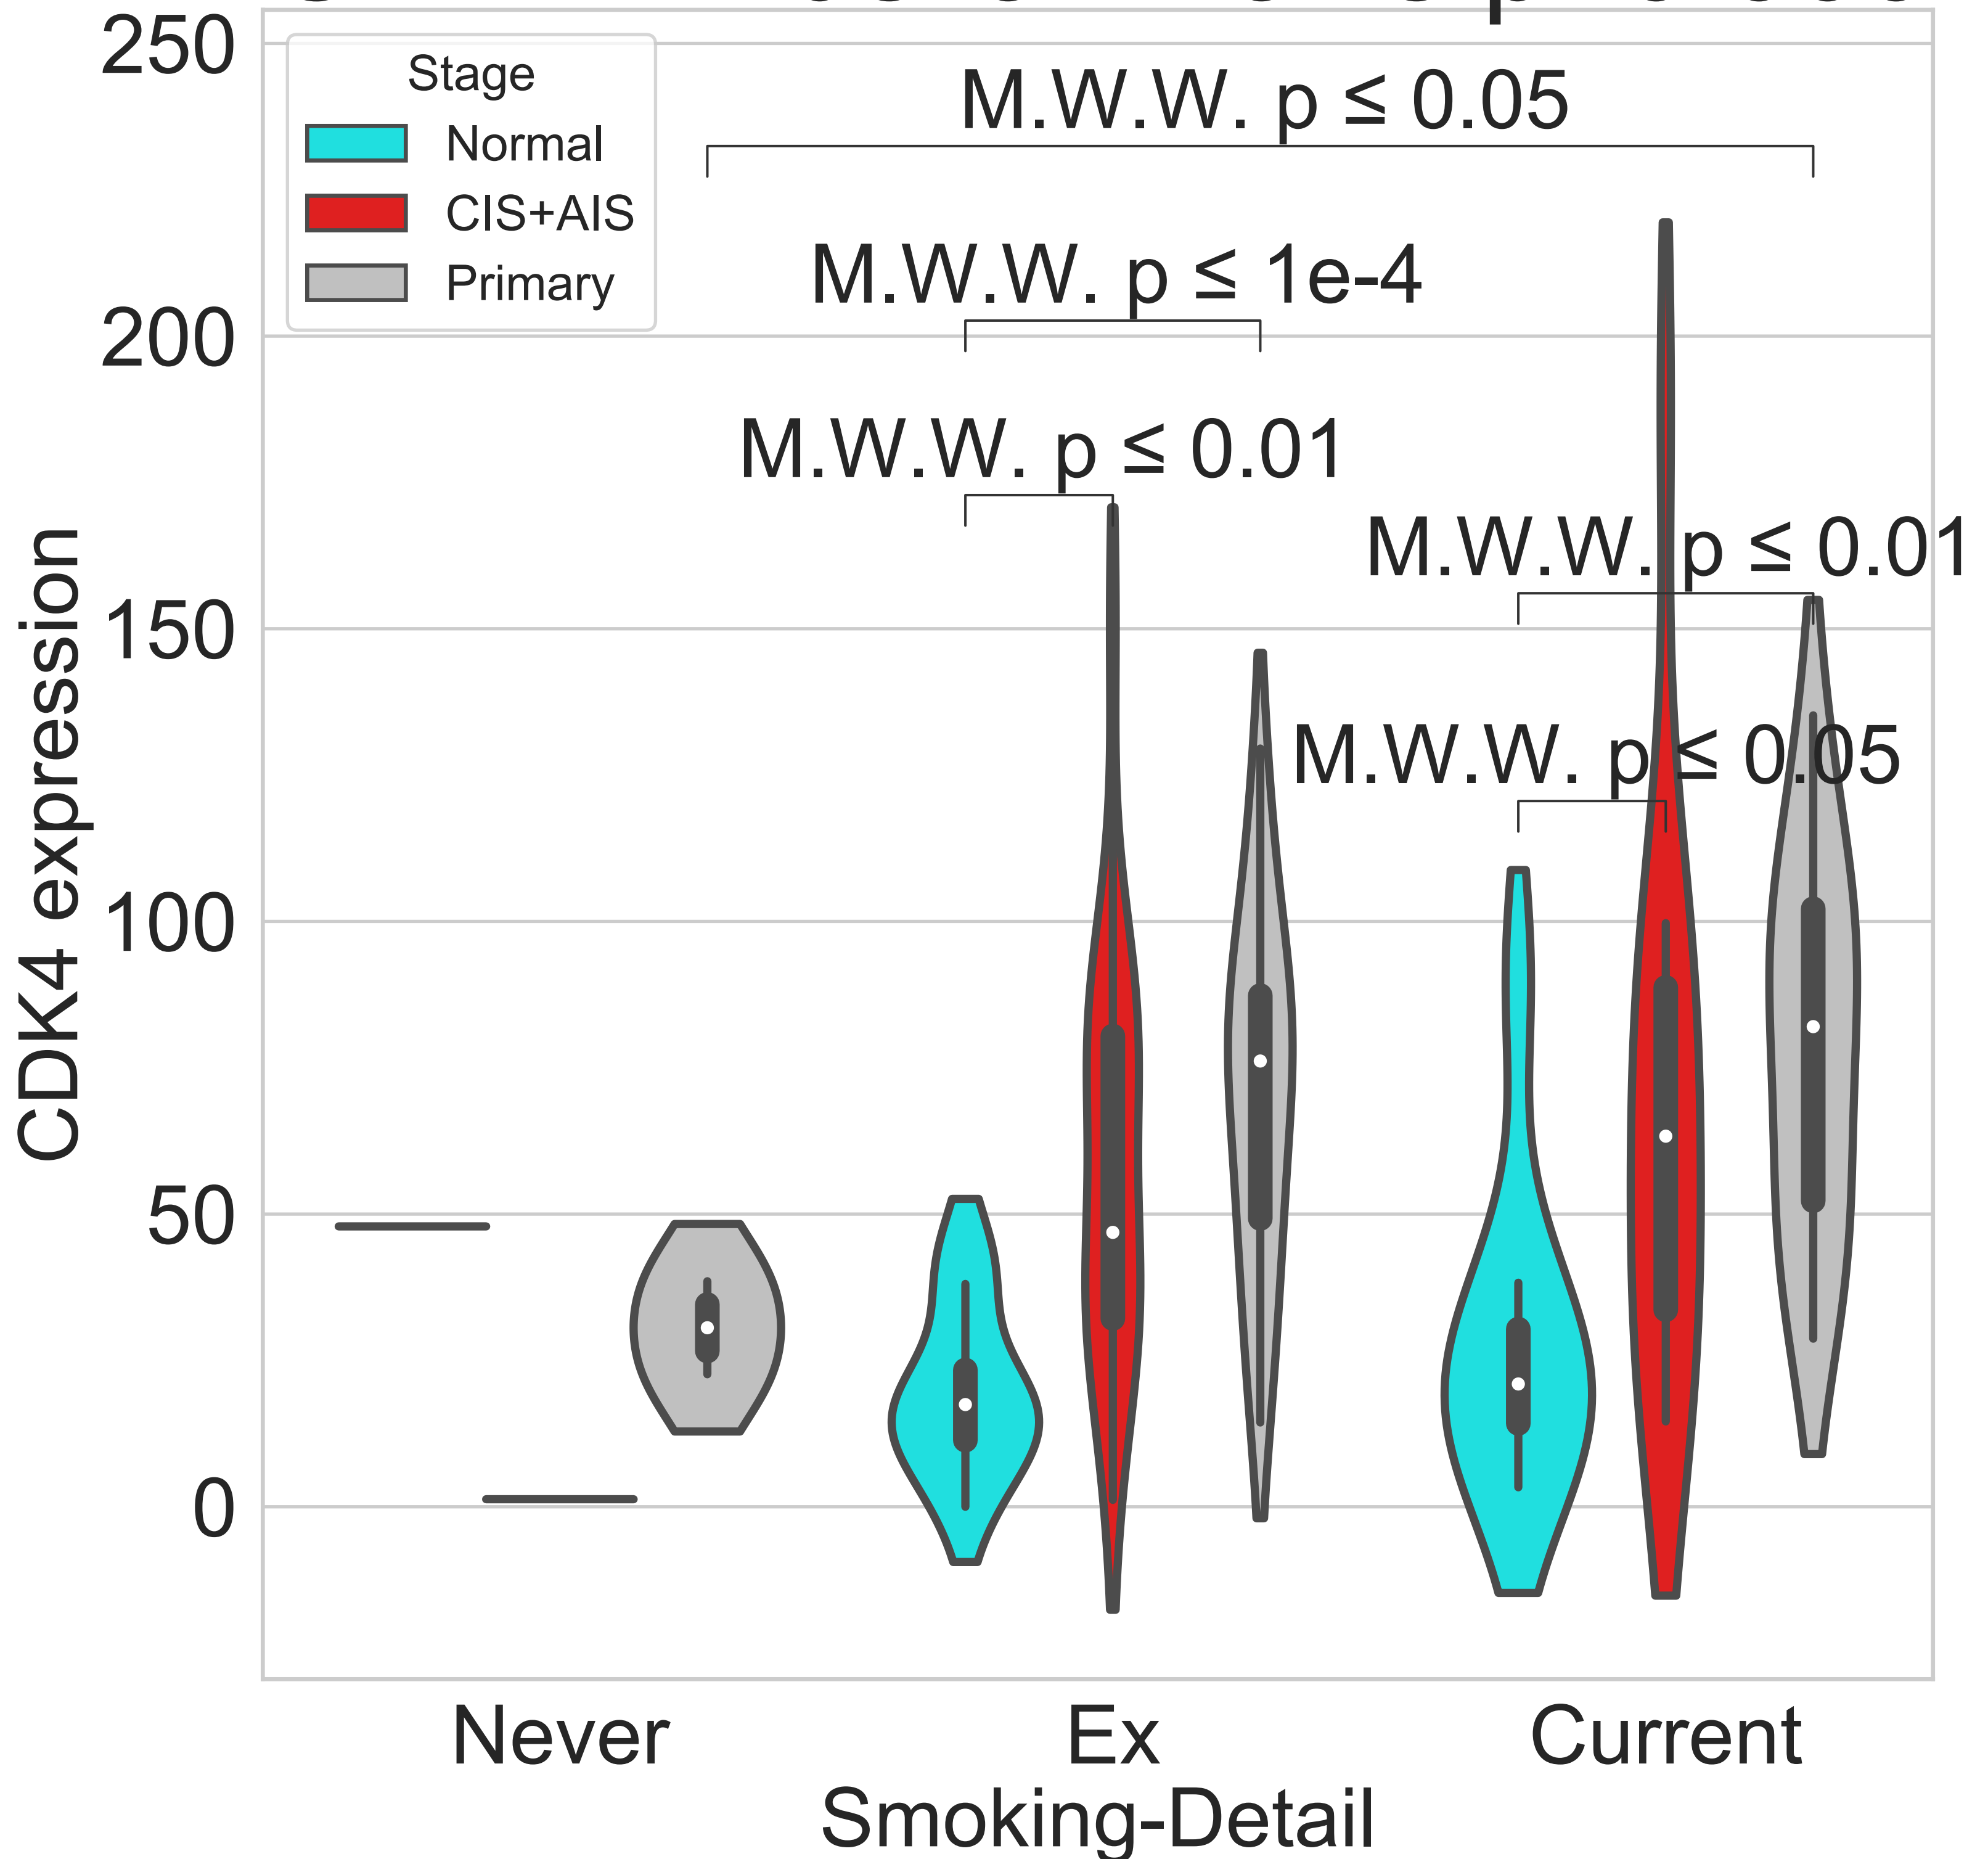 250
200
150
100
50
0
CDK4 expression
Stage
Normal
CIS+AIS
Primary
M.W.W. p ≤ 0.05
M.W.W. p ≤ 1e-4
M.W.W. p ≤ 0.01
M.W.W. p ≤ 0.01
M.W.W. p ≤ 0.05
Never
Ex
Current
Smoking-Detail